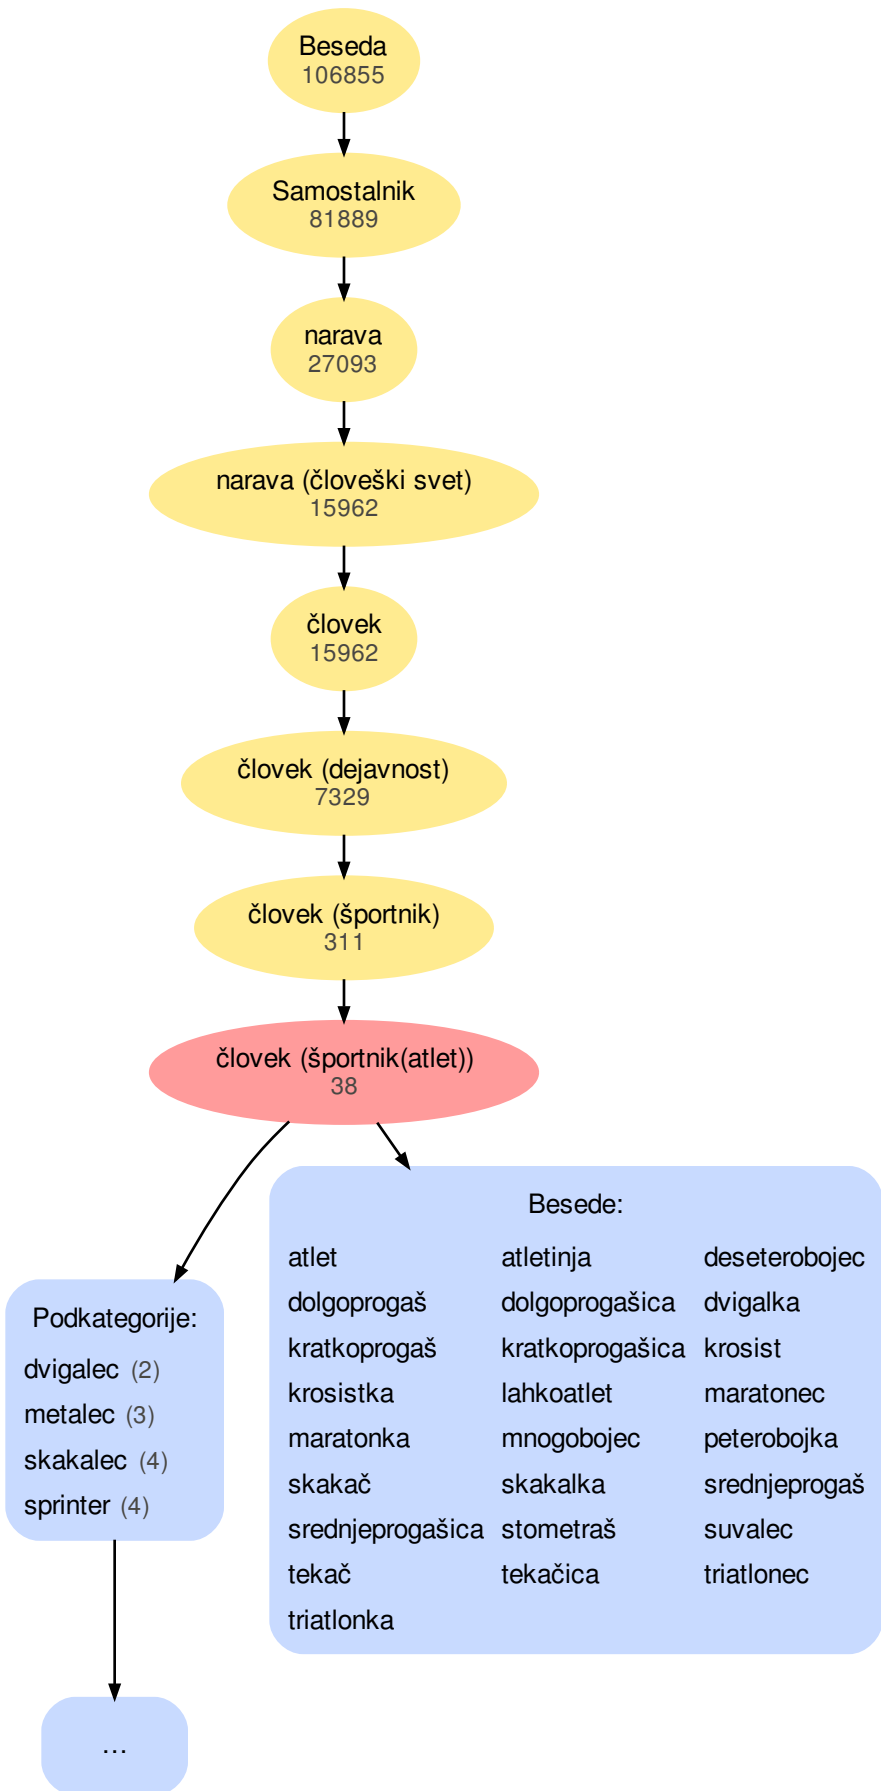 Beseda
106855
Samostalnik
81889
narava
27093
narava (človeški svet)
15962
človek
15962
človek (dejavnost)
7329
človek (športnik)
311
človek (športnik(atlet))
38
Podkategorije:
dvigalec (2)
metalec (3)
skakalec (4)
sprinter (4)
...
Besede:
atlet atletinja deseterobojec
dolgoprogaš dolgoprogašica dvigalka
kratkoprogaš kratkoprogašica krosist
krosistka lahkoatlet maratonec
maratonka mnogobojec peterobojka
skakač skakalka srednjeprogaš
srednjeprogašica stometraš suvalec
tekač tekačica triatlonec
triatlonka